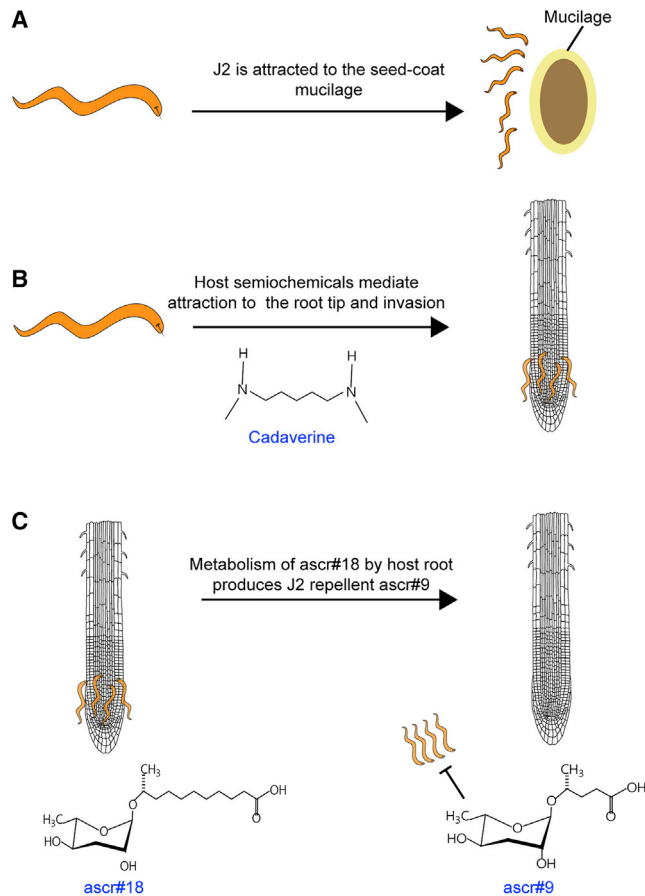 A
Mucilage
J2 is attracted to the seed-coat
mucilage
B
Host semiochemicals mediate
attraction to the root tip and invasion
H
H
N
N
Cadaverine
C
Metabolism of ascr#18 by host root
produces J2 repellent ascr#9
CH3
OH
O
O
H3C
O
HO
OH
ascr#18
CH3
OH
O
O
H3C
O
HO
OH
ascr#9